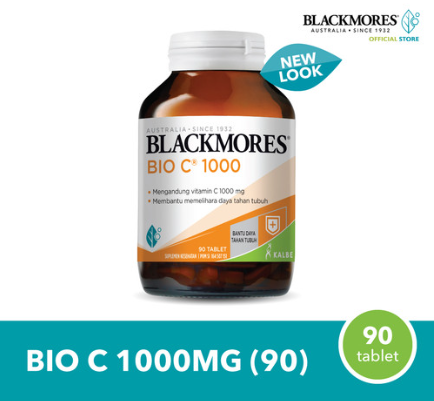 BLACKMORES®
AUSTRALIA • SINCE 1932
OFFICIAL STORE
NEW
LOOK
AUSTRALIA • SINCE 1932
BLACKMORES®
BIO C® 1000
• Mengandung vitamin C 1000 mg
• Membantu memelihara daya tahan tubuh
BANTU DAYA
TAHAN TUBUH
90 TABLET
KALBE
BIO C 1000MG (90)
90
tablet